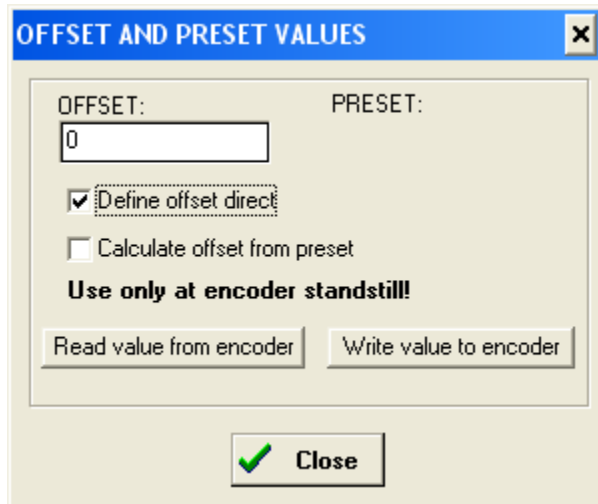 OFFSET AND PRESET VALUES
OFFSET: PRESET:
0
Define offset direct
Calculate offset from preset
Use only at encoder standstill!
Read value from encoder Write value to encoder
Close